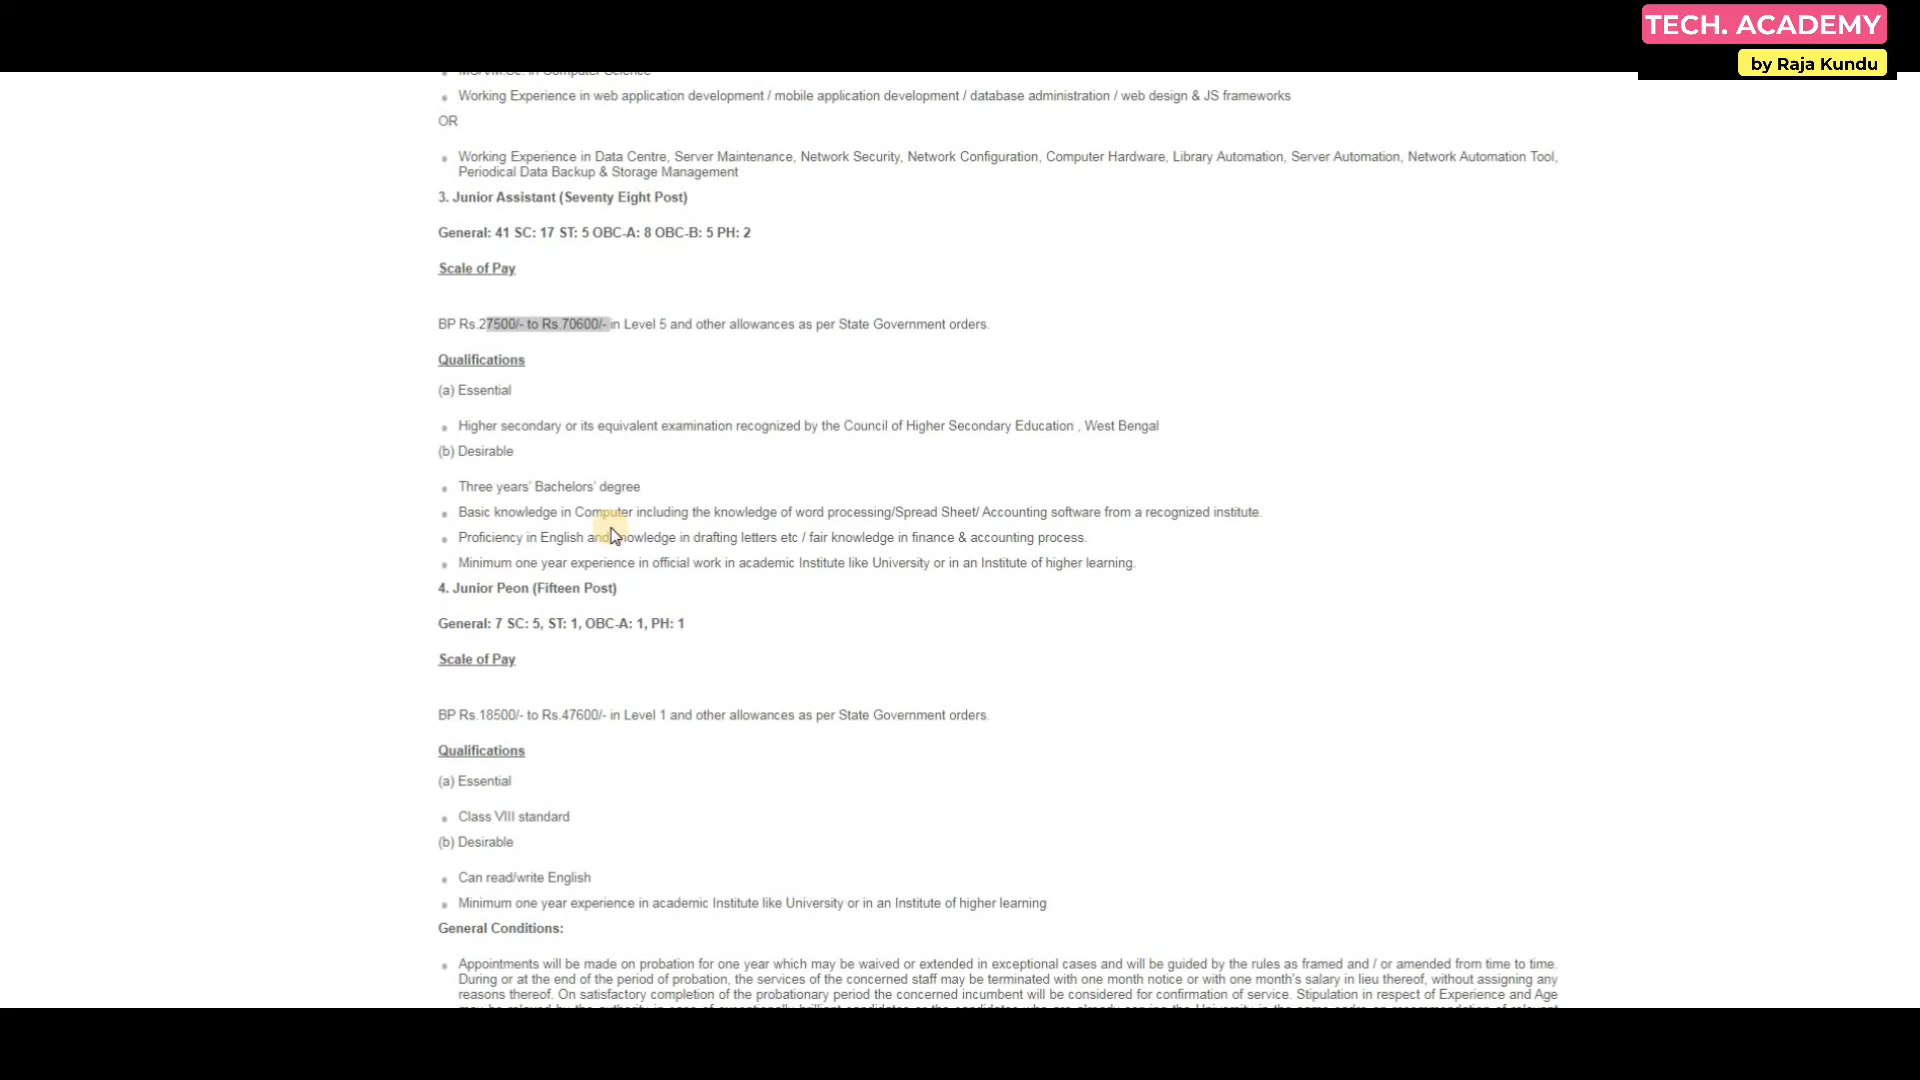 TECH. ACADEMY
by Raja Kundu
Working Experience in web application development / mobile application development / database administration / web design & JS frameworks
OR
Working Experience in Data Centre, Server Maintenance, Network Security, Network Configuration, Computer Hardware, Library Automation, Server Automation, Network Automation Tool,
Periodical Data Backup & Storage Management
3. Junior Assistant (Seventy Eight Post)
General: 41 SC: 17 ST: 5 OBC-A: 8 OBC-B: 5 PH: 2
Scale of Pay
BP Rs.27500/- to Rs.70600/- in Level 5 and other allowances as per State Government orders.
Qualifications
(a) Essential
Higher secondary or its equivalent examination recognized by the Council of Higher Secondary Education , West Bengal
(b) Desirable
Three years' Bachelors' degree
Basic knowledge in Computer including the knowledge of word processing/Spread Sheet/ Accounting software from a recognized institute.
Proficiency in English and knowledge in drafting letters etc / fair knowledge in finance & accounting process.
Minimum one year experience in official work in academic Institute like University or in an Institute of higher learning.
4. Junior Peon (Fifteen Post)
General: 7 SC: 5, ST: 1, OBC-A: 1, PH: 1
Scale of Pay
BP Rs.18500/- to Rs.47600/- in Level 1 and other allowances as per State Government orders.
Qualifications
(a) Essential
Class VIII standard
(b) Desirable
Can read/write English
Minimum one year experience in academic Institute like University or in an Institute of higher learning
General Conditions:
Appointments will be made on probation for one year which may be waived or extended in exceptional cases and will be guided by the rules as framed and / or amended from time to time.
During or at the end of the period of probation, the services of the concerned staff may be terminated with one month notice or with one month's salary in lieu thereof, without assigning any
reasons thereof. On satisfactory completion of the probationary period the concerned incumbent will be considered for confirmation of service. Stipulation in respect of Experience and Age